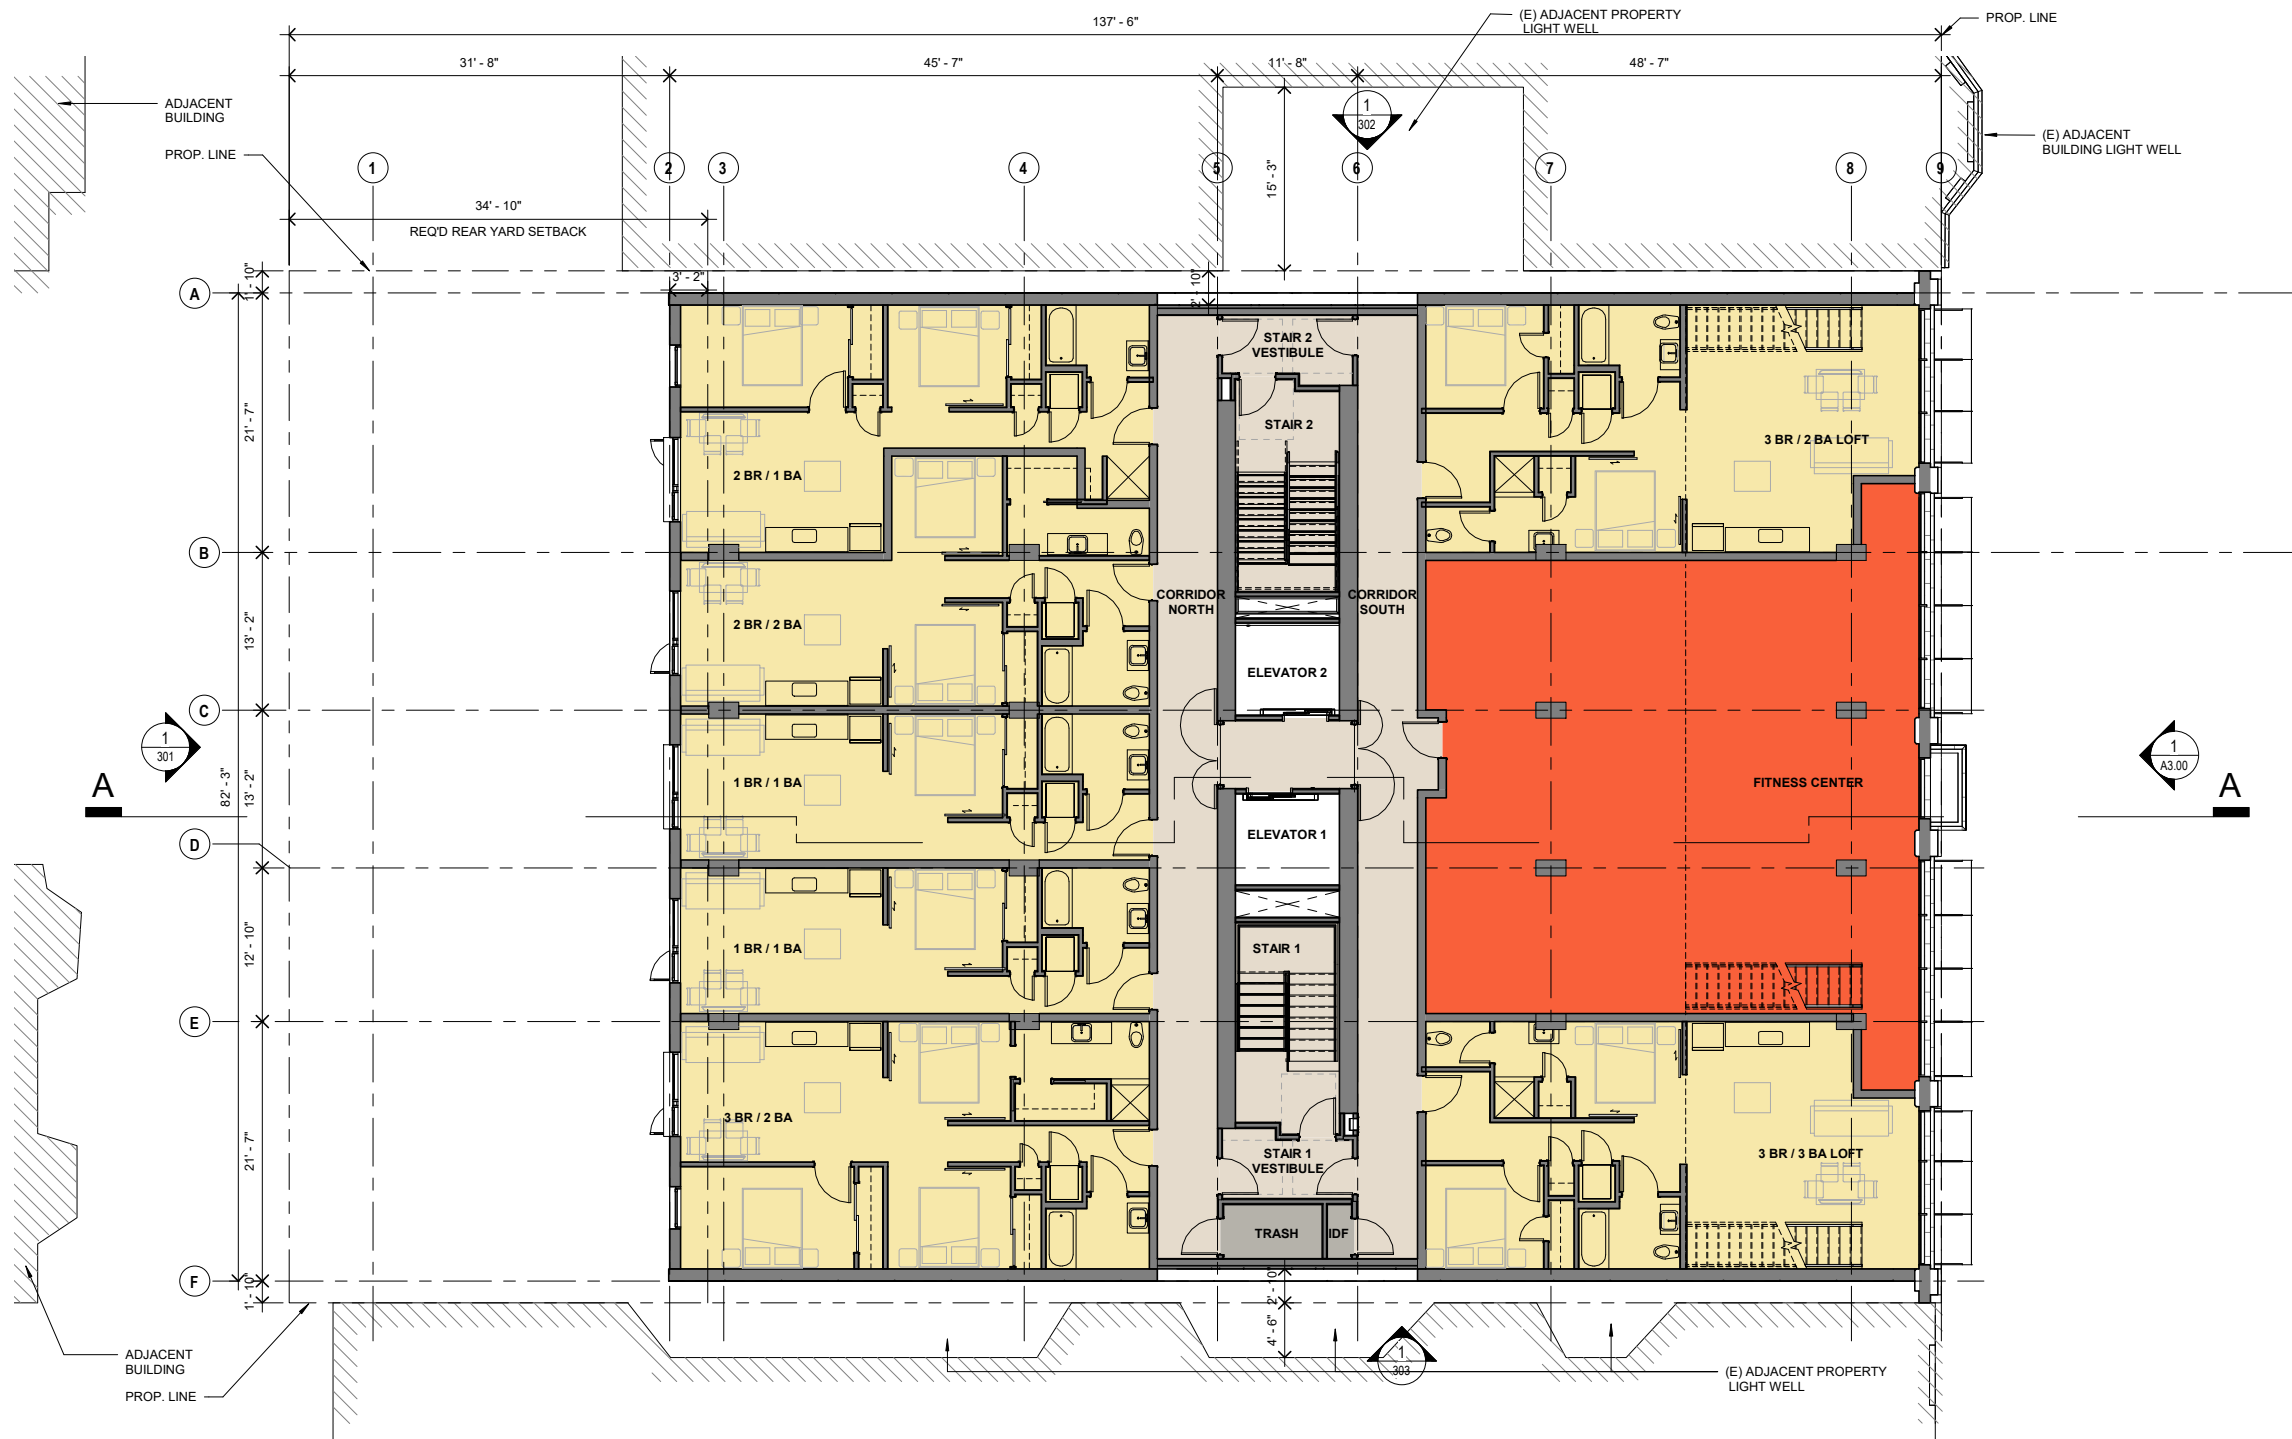 137' - 6"
(E) ADJACENT PROPERTY
LIGHT WELL
PROP. LINE
31' - 8"
45' - 7"
11' - 8"
48' - 7"
ADJACENT
BUILDING
1
302
(E) ADJACENT
BUILDING LIGHT WELL
PROP. LINE
1
2
3
4
5
6
7
8
9
15' - 3"
34' - 10"
REQ'D REAR YARD SETBACK
3' - 2"
2' - 10"
1' - 10"
A
STAIR 2
VESTIBULE
21' - 7"
STAIR 2
3 BR / 2 BA LOFT
2 BR / 1 BA
B
CORRIDOR
NORTH
CORRIDOR
SOUTH
13' - 2"
2 BR / 2 BA
ELEVATOR 2
C
1
301
1
A3.00
A
82' - 3"
13' - 2"
1 BR / 1 BA
FITNESS CENTER
A
ELEVATOR 1
D
12' - 10"
1 BR / 1 BA
STAIR 1
E
3 BR / 2 BA
21' - 7"
STAIR 1
VESTIBULE
3 BR / 3 BA LOFT
TRASH
IDF
F
1' - 10"
2' - 10"
4' - 6"
1
303
ADJACENT
BUILDING
PROP. LINE
(E) ADJACENT PROPERTY
LIGHT WELL